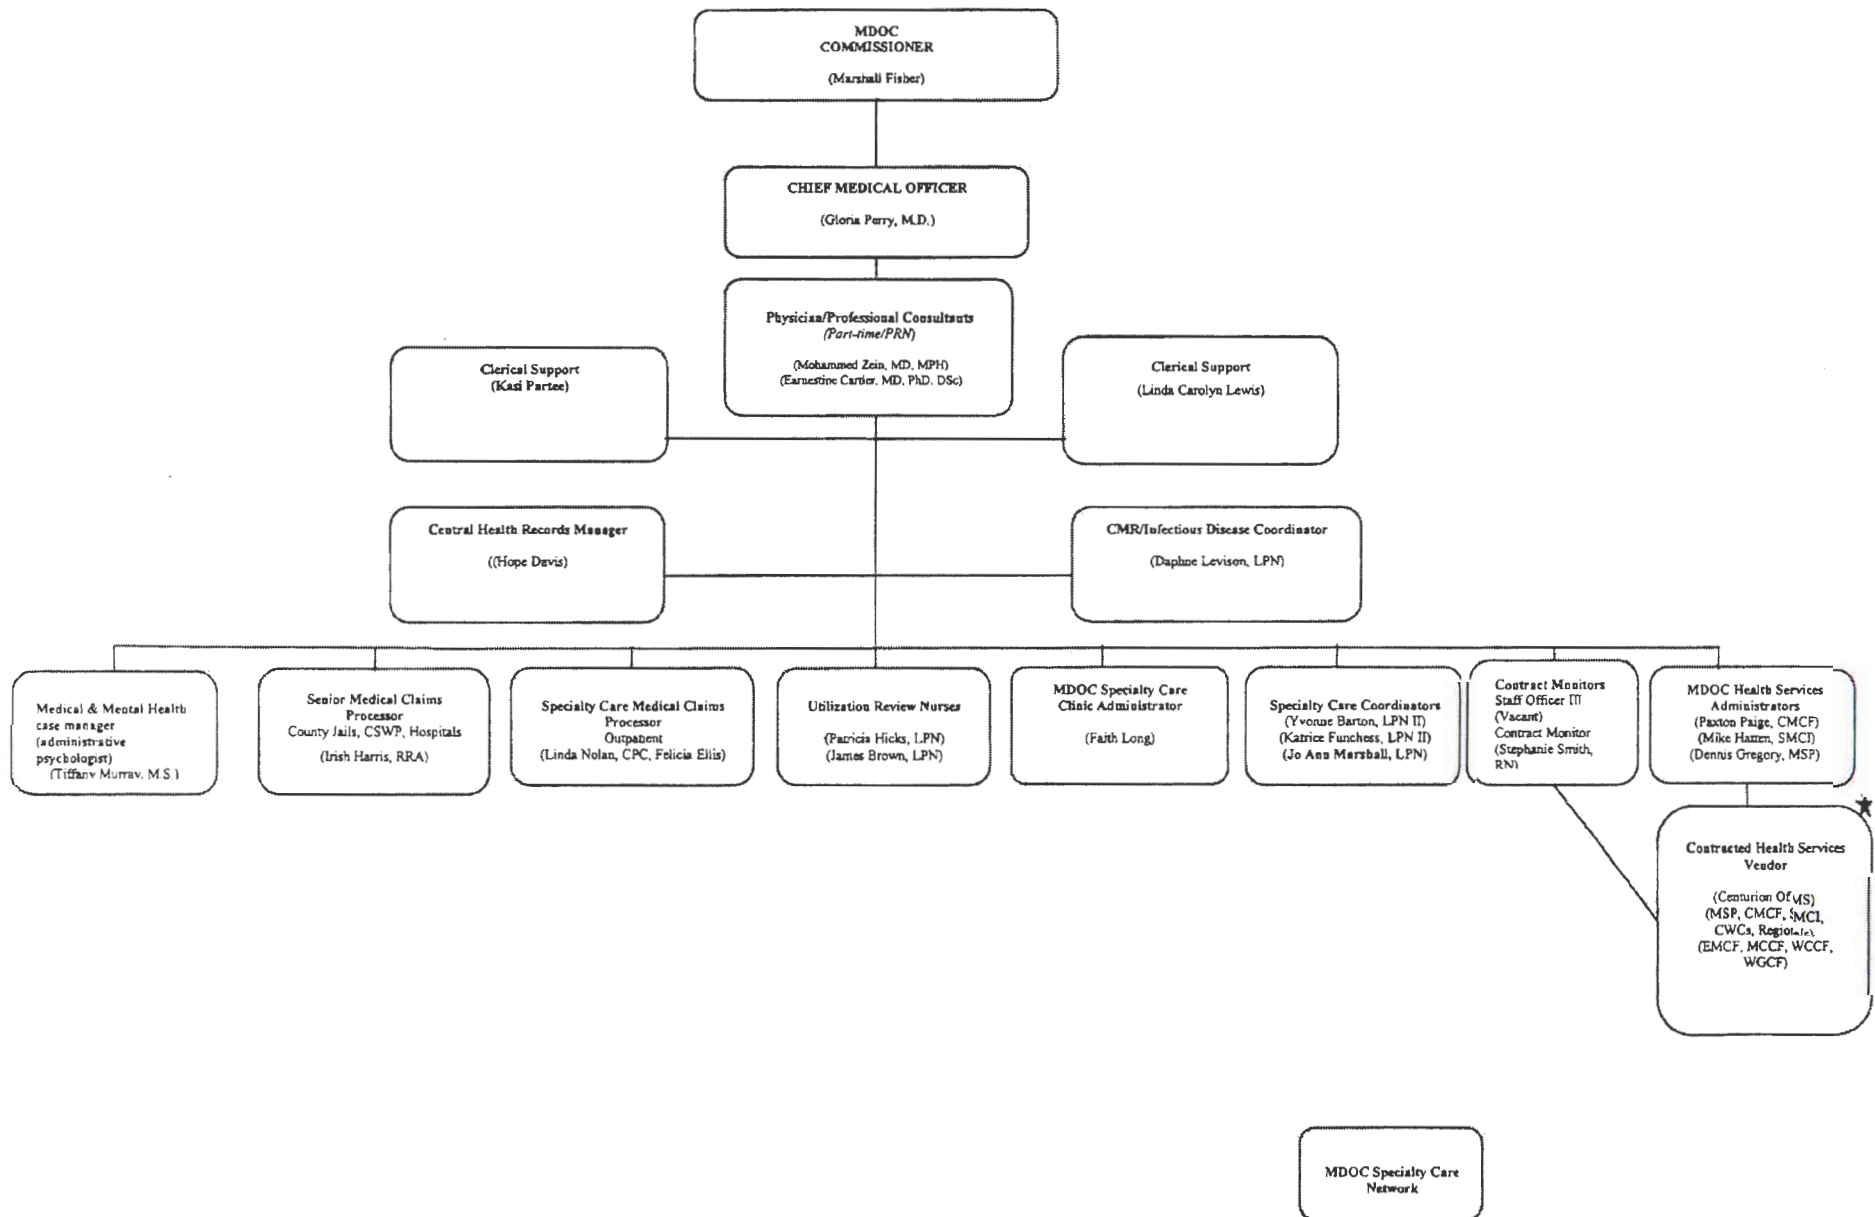 MDOC
COMMISSIONER
(Marshall Fisher)
CHIEF MEDICAL OFFICER
(Gloria Perry, M.D.)
Physician/Professional Consultants
(Part-time/PRN)
(Mohammed Zein, MD, MPH)
(Earnestine Cartier, MD, PhD, DSc)
Clerical Support
(Kasi Partee)
Clerical Support
(Linda Carolyn Lewis)
Central Health Records Manager
((Hope Davis)
CMR/Infectious Disease Coordinator
(Daphne Levison, LPN)
Medical & Mental Health
case manager
(administrative
psychologist)
(Tiffany Murray, M.S.)
Senior Medical Claims
Processor
County Jails, CSWP, Hospitals
(Irish Harris, RRA)
Specialty Care Medical Claims
Processor
Outpatient
(Linda Nolan, CPC, Felicia Ellis)
Utilization Review Nurses
(Patricia Hicks, LPN)
(James Brown, LPN)
MDOC Specialty Care
Clinic Administrator
(Faith Long)
Specialty Care Coordinators
(Yvonne Barton, LPN II)
(Katrice Funchess, LPN II)
(Jo Ann Marshall, LPN)
Contract Monitors
Staff Officer III
(Vacant)
Contract Monitor
(Stephanie Smith,
RN)
MDOC Health Services
Administrators
(Paxton Paige, CMCF)
(Mike Hatten, SMCI)
(Dennis Gregory, MSP)
Contracted Health Services
Vendor
(Centurion Of MS)
(MSP, CMCF, SMCI,
CWCs, Regionals)
(EMCF, MCCF, WCCF,
WGCF)
MDOC Specialty Care
Network